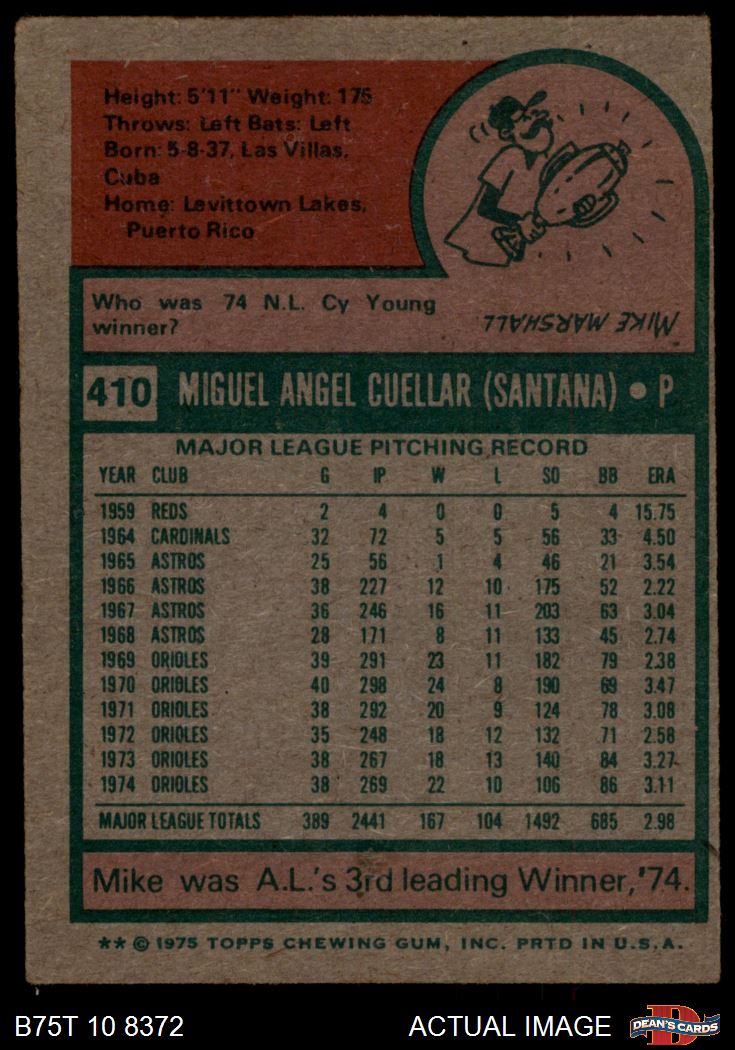 Height: 5'11" Weight: 175
Throws: Left Bats: Left
Born: 5-8-37, Las Villas,
Cuba
Home: Levittown Lakes,
Puerto Rico
Who was 74 N.L. Cy Young
winner?
MIKE MARSHALL
410 MIGUEL ANGEL CUELLAR (SANTANA) • P
MAJOR LEAGUE PITCHING RECORD
YEAR CLUB G IP W L SO BB ERA
1959 REDS 2 4 0 0 5 4 15.75
1964 CARDINALS 32 72 5 5 56 33 4.50
1965 ASTROS 25 56 1 4 46 21 3.54
1966 ASTROS 38 227 12 10 175 52 2.22
1967 ASTROS 36 246 16 11 203 63 3.04
1968 ASTROS 28 171 8 11 133 45 2.74
1969 ORIOLES 39 291 23 11 182 79 2.38
1970 ORIOLES 40 298 24 8 190 69 3.47
1971 ORIOLES 38 292 20 9 124 78 3.08
1972 ORIOLES 35 248 18 12 132 71 2.58
1973 ORIOLES 38 267 18 13 140 84 3.27
1974 ORIOLES 38 269 22 10 106 86 3.11
MAJOR LEAGUE TOTALS 389 2441 167 104 1492 685 2.98
Mike was A.L.'s 3rd leading Winner, '74.
** © 1975 TOPPS CHEWING GUM, INC. PRTD IN U.S.A.
B75T 10 8372 ACTUAL IMAGE DEAN'S CARDS